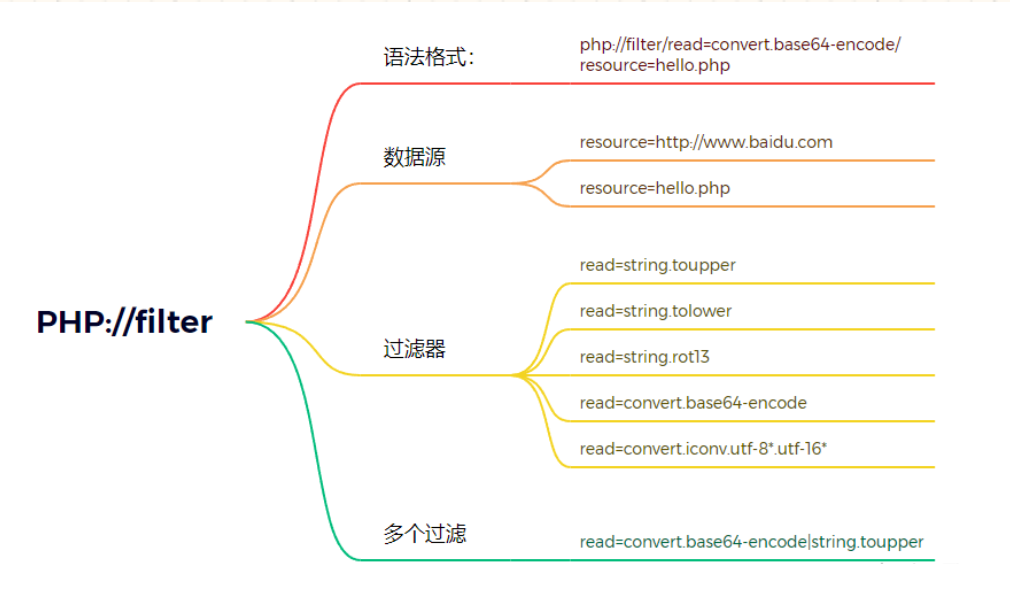 PHP://filter
语法格式：
php://filter/read=convert.base64-encode/
resource=hello.php
数据源
resource=http://www.baidu.com
resource=hello.php
过滤器
read=string.toupper
read=string.tolower
read=string.rot13
read=convert.base64-encode
read=convert.iconv.utf-8*.utf-16*
多个过滤
read=convert.base64-encode|string.toupper